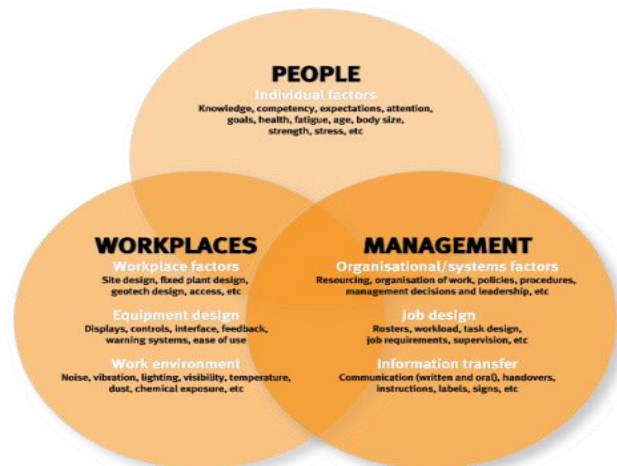 PEOPLE
Individual factors
Knowledge, competency, expectations, attention,
goals, health, fatigue, age, body size,
strength, stress, etc
WORKPLACES
Workplace factors
Site design, fixed plant design,
geotech design, access, etc
Equipment design
Displays, controls, interface, feedback,
warning systems, ease of use
Work environment
Noise, vibration, lighting, visibility, temperature,
dust, chemical exposure, etc
MANAGEMENT
Organisational/systems factors
Resourcing, organisation of work, policies, procedures,
management decisions and leadership, etc
Job design
Rosters, workload, task design,
job requirements, supervision, etc
Information transfer
Communication (written and oral), handovers,
instructions, labels, signs, etc